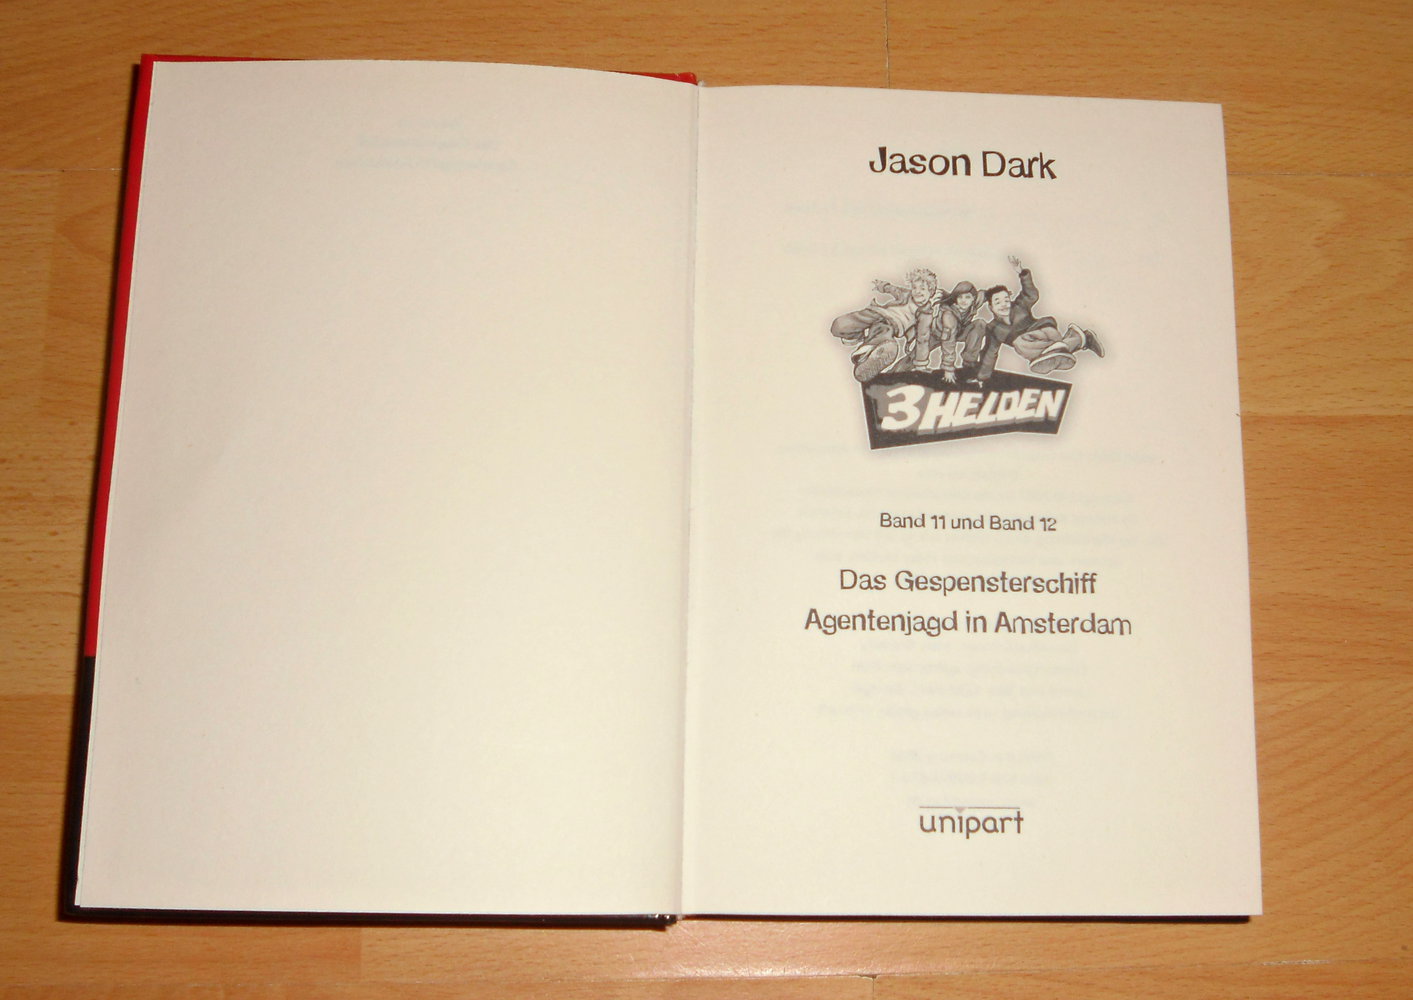 Jason Dark
3 HELDEN
Band 11 und Band 12
Das Gespensterschiff
Agentenjagd in Amsterdam
unipart